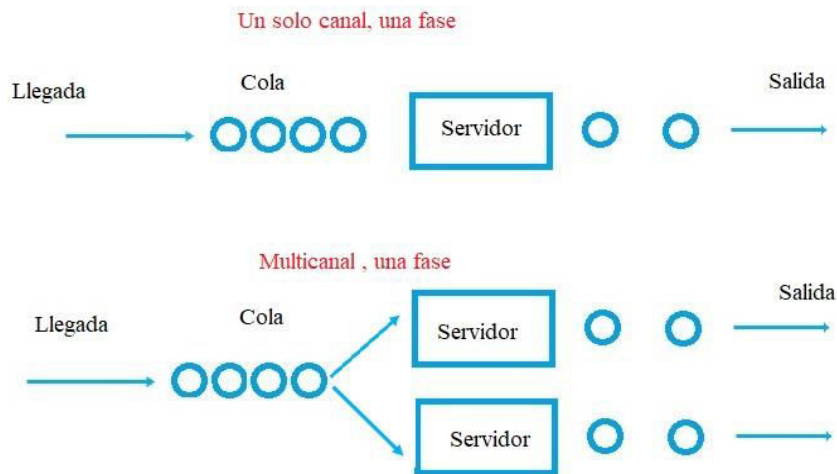 Un solo canal, una fase
Llegada
Cola
Servidor
Salida
Multicanal , una fase
Llegada
Cola
Servidor
Salida
Servidor